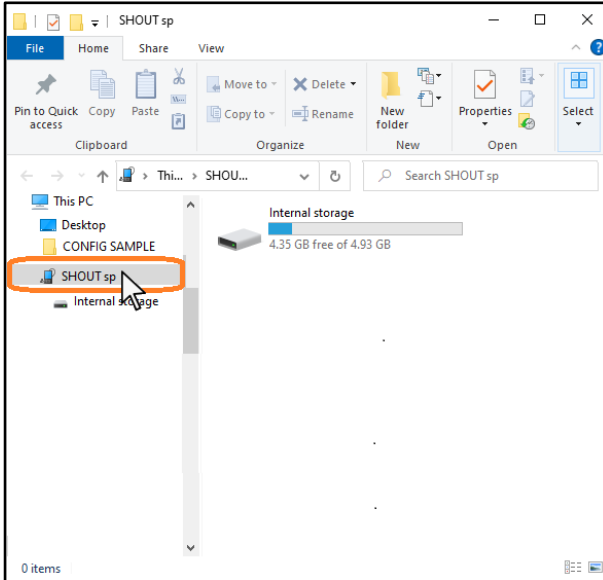 SHOUT sp
File Home Share View
Pin to Quick access
Copy
Paste
Move to
Copy to
Delete
Rename
New folder
Properties
Select
Clipboard
Organize
New
Open
Thi... › SHOU...
Search SHOUT sp
This PC
Desktop
CONFIG SAMPLE
SHOUT sp
Internal storage
Internal storage
4.35 GB free of 4.93 GB
0 items